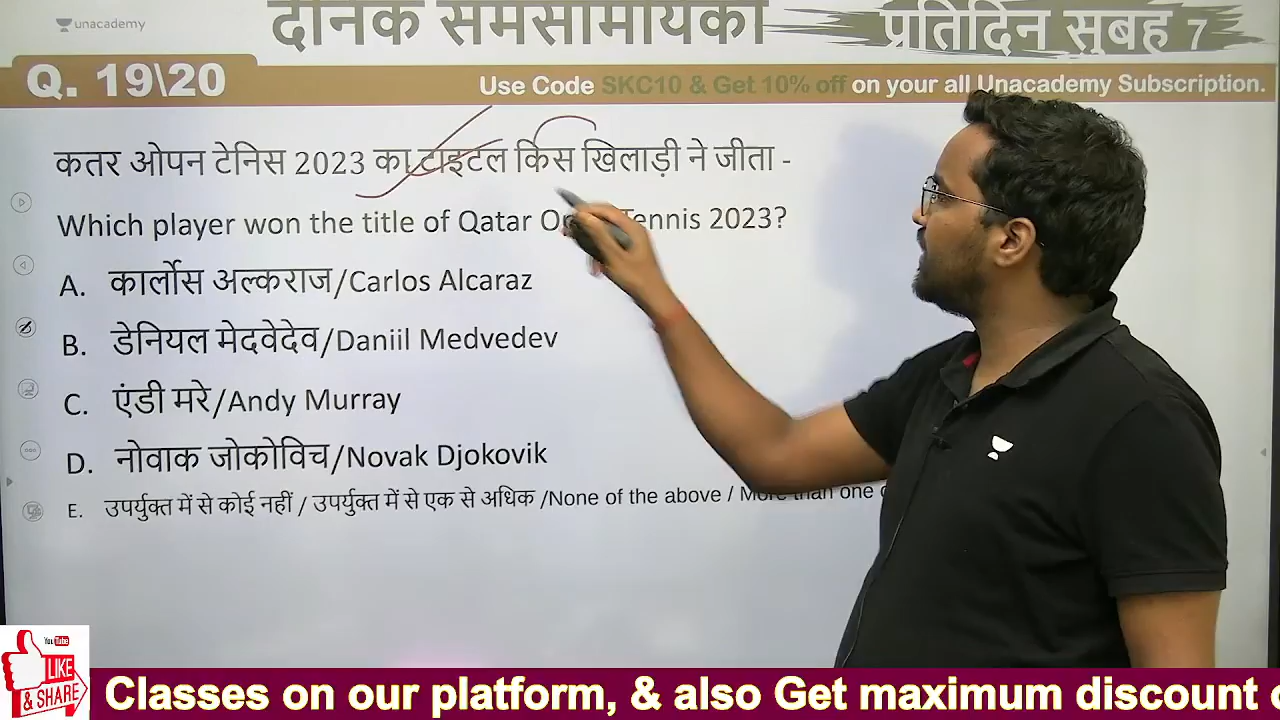 unacademy
दैनिक समसामयिकी
प्रतिदिन सुबह 7
Q. 19\20
Use Code SKC10 & Get 10% off on your all Unacademy Subscription.
कतर ओपन टेनिस 2023 का टाइटल किस खिलाड़ी ने जीता -
Which player won the title of Qatar Tennis 2023?
A. कार्लोस अल्कराज/Carlos Alcaraz
B. डेनियल मेदवेदेव/Daniil Medvedev
C. एंडी मरे/Andy Murray
D. नोवाक जोकोविच/Novak Djokovik
E. उपर्युक्त में से कोई नहीं / उपर्युक्त में से एक से अधिक /None of the above / More than one
YouTube
LIKE
& SHARE
Classes on our platform, & also Get maximum discount